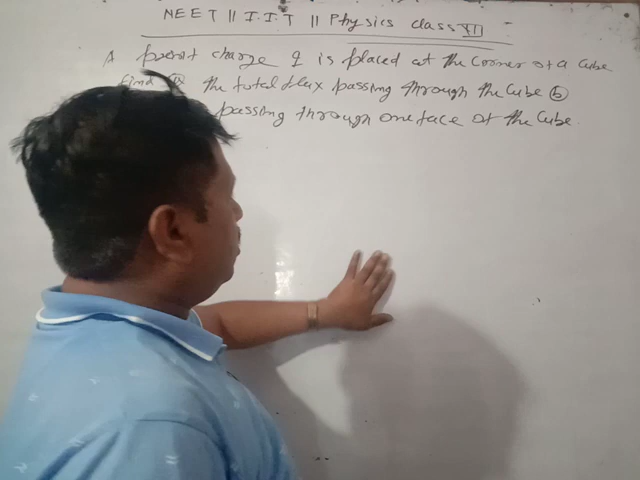 NEET || I.I.T || Physics class XII
A point charge q is placed at the corner of a Cube
Find ⓐ the total flux passing through the Cube ⓑ
passing through one face of the Cube.